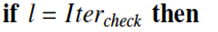 if l = Iter_check then